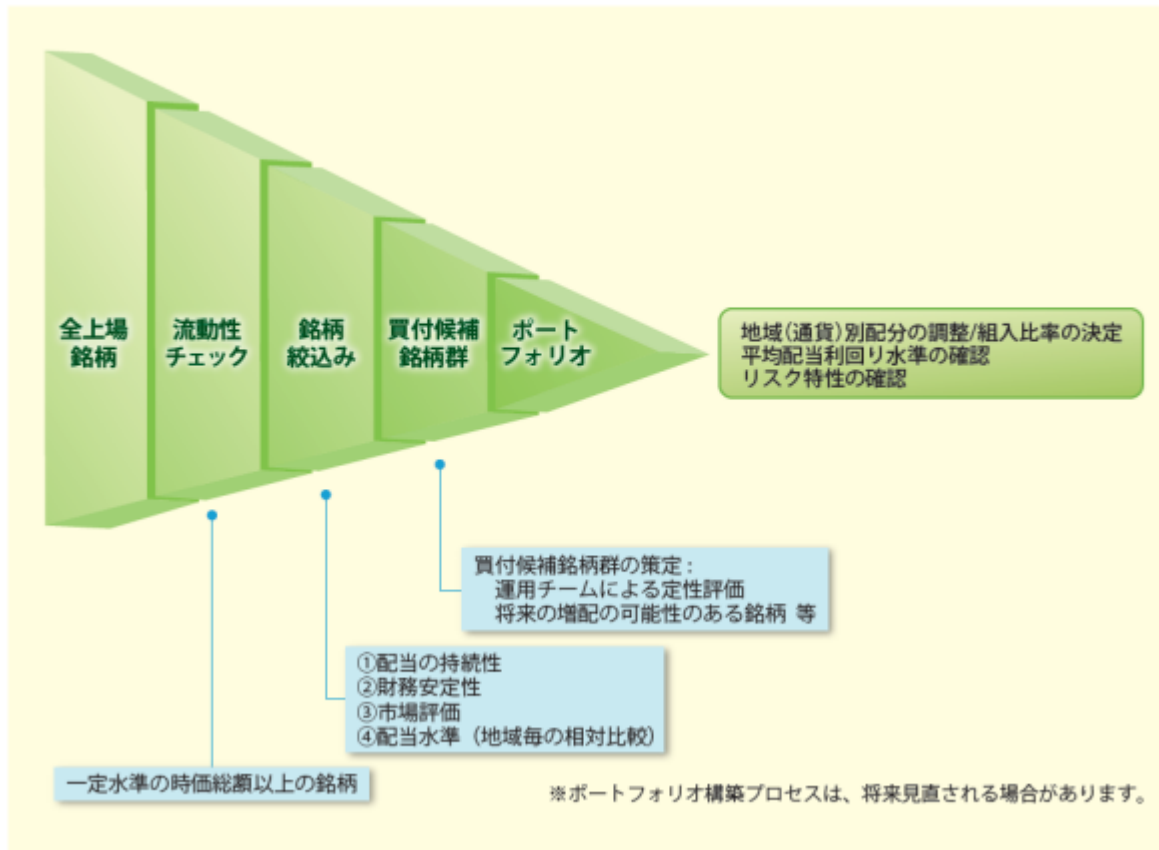 全上場
銘柄
流動性
チェック
銘柄
絞込み
買付候補
銘柄群
ポート
フォリオ
地域(通貨)別配分の調整/組入比率の決定
平均配当利回り水準の確認
リスク特性の確認
買付候補銘柄群の策定:
運用チームによる定性評価
将来の増配の可能性のある銘柄 等
①配当の持続性
②財務安定性
③市場評価
④配当水準(地域毎の相対比較)
一定水準の時価総額以上の銘柄
※ポートフォリオ構築プロセスは、将来見直される場合があります。